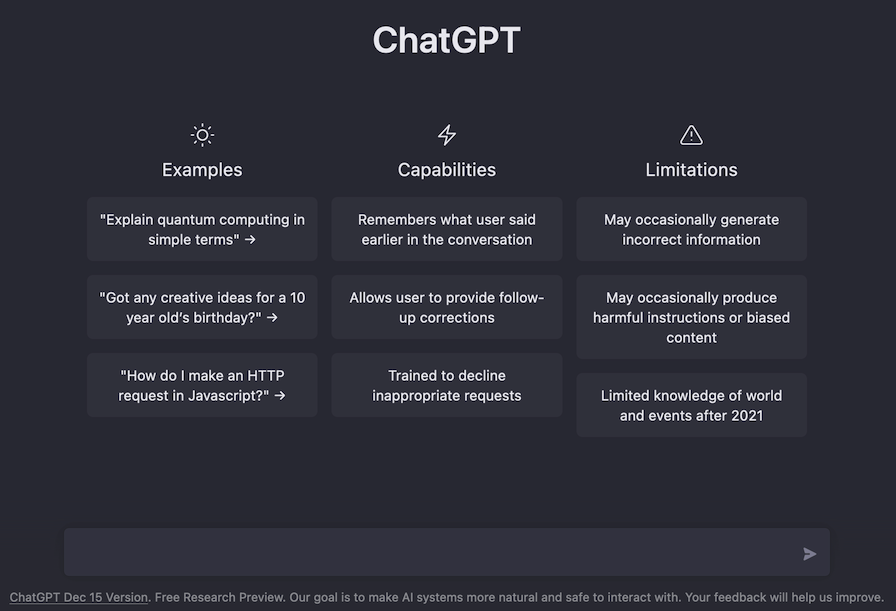 ChatGPT
Examples
"Explain quantum computing in
simple terms" →
"Got any creative ideas for a 10
year old’s birthday?" →
"How do I make an HTTP
request in Javascript?" →
Capabilities
Remembers what user said
earlier in the conversation
Allows user to provide follow-
up corrections
Trained to decline
inappropriate requests
Limitations
May occasionally generate
incorrect information
May occasionally produce
harmful instructions or biased
content
Limited knowledge of world
and events after 2021
ChatGPT Dec 15 Version. Free Research Preview. Our goal is to make AI systems more natural and safe to interact with. Your feedback will help us improve.